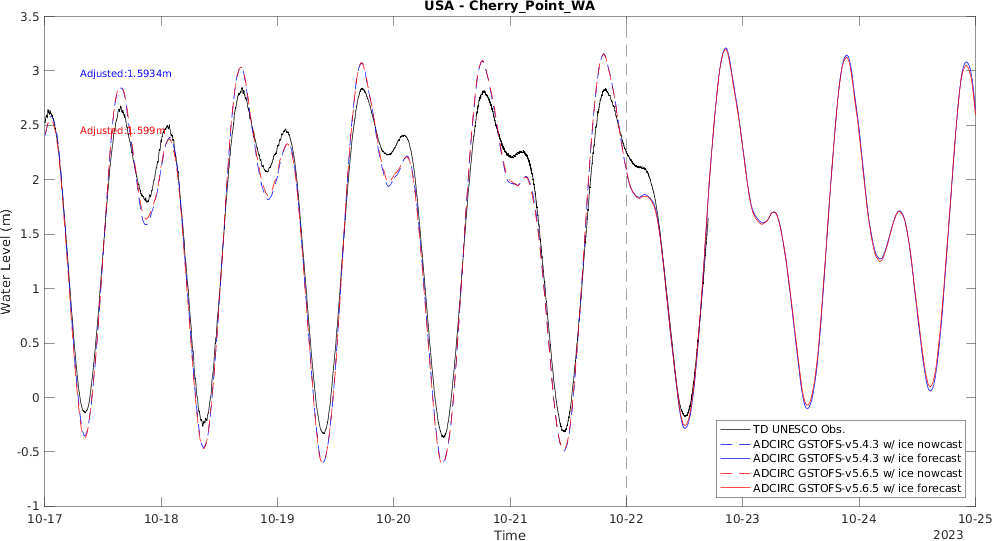 USA - Cherry_Point_WA
3.5
3
2.5
2
1.5
1
0.5
0
-0.5
-1
Water Level (m)
Adjusted:1.5934m
Adjusted:1.599m
TD UNESCO Obs.
ADCIRC GSTOFS-v5.4.3 w/ ice nowcast
ADCIRC GSTOFS-v5.4.3 w/ ice forecast
ADCIRC GSTOFS-v5.6.5 w/ ice nowcast
ADCIRC GSTOFS-v5.6.5 w/ ice forecast
10-17 10-18 10-19 10-20 10-21 10-22 10-23 10-24 10-25
Time
2023